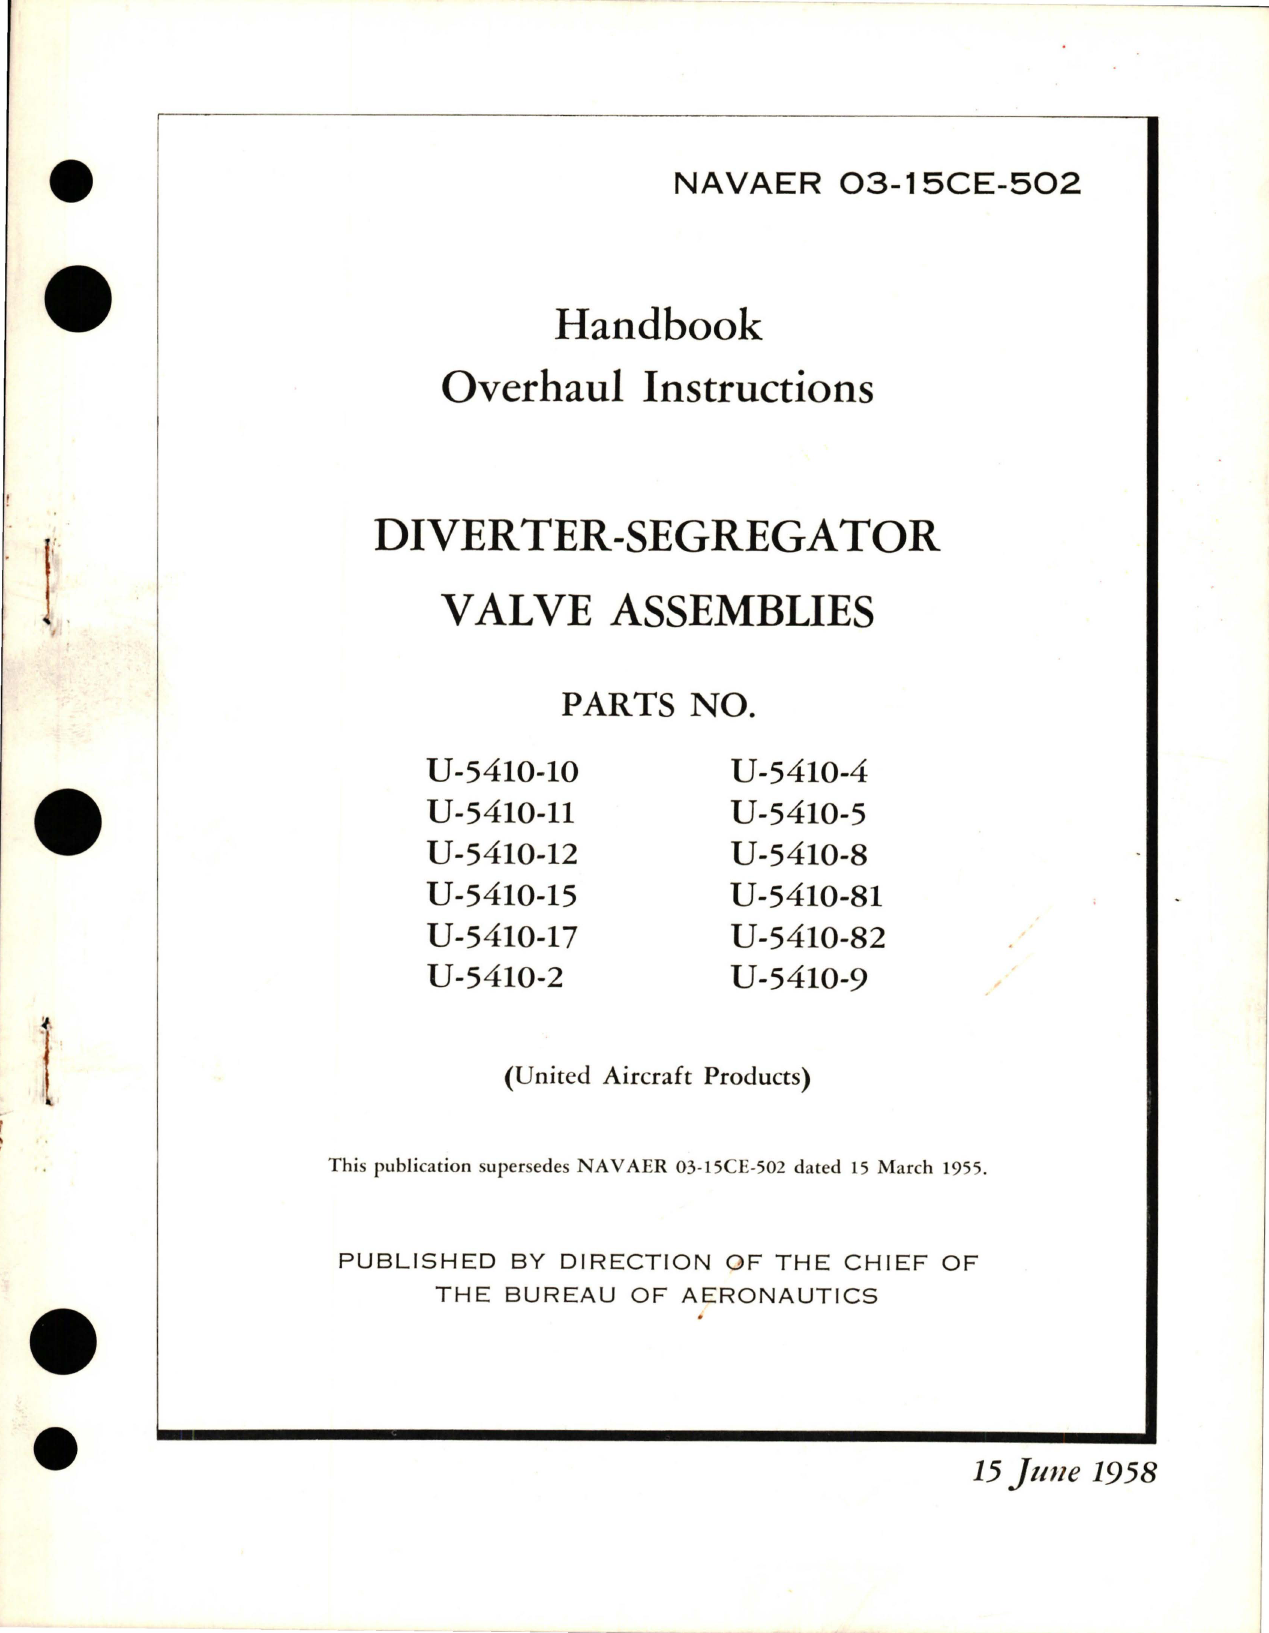 NAVAER 03-15CE-502
Handbook
Overhaul Instructions
DIVERTER-SEGREGATOR
VALVE ASSEMBLIES
PARTS NO.
U-5410-10 U-5410-4
U-5410-11 U-5410-5
U-5410-12 U-5410-8
U-5410-15 U-5410-81
U-5410-17 U-5410-82
U-5410-2 U-5410-9
(United Aircraft Products)
This publication supersedes NAVAER 03-15CE-502 dated 15 March 1955.
PUBLISHED BY DIRECTION OF THE CHIEF OF
THE BUREAU OF AERONAUTICS
15 June 1958